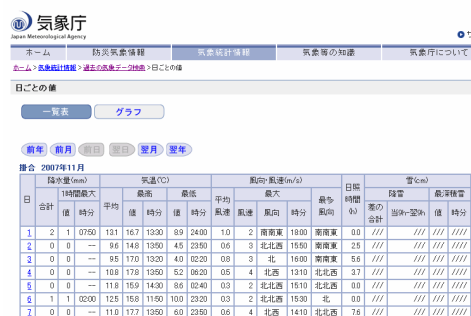 気象庁
Japan Meteorological Agency
ホーム 防災気象情報 気象統計情報 気象等の知識 気象庁について
ホーム > 気象統計情報 > 過去の気象データ検索 > 日ごとの値
日ごとの値
一覧表 グラフ
前年 前月 前日 翌日 翌月 翌年
掛合 2007年11月
日 降水量(mm) 気温(℃) 風向・風速(m/s) 日照時間(h) 雪(cm)
合計 1時間最大 平均 最高 最低 平均風速 最大 最多風向 降雪 最深積雪
値 時分 値 時分 値 時分 風速 風向 時分 差の合計 当9h-翌9h 値 時分
1 2 1 07:50 13.1 16.7 13:30 8.9 24:00 1.0 2 南南東 18:00 南南東 0.0 /// /// /// ////
2 0 0 -- 9.6 14.8 13:50 4.5 23:50 0.6 3 北北西 15:50 南南東 2.5 /// /// /// ////
3 0 0 -- 9.5 17.0 13:20 4.0 02:20 0.8 3 北 16:00 南南東 5.6 /// /// /// ////
4 0 0 -- 10.8 17.8 13:50 5.2 06:20 0.5 4 北西 13:10 北北西 3.7 /// /// /// ////
5 0 0 -- 11.8 15.9 14:30 8.6 02:40 0.3 2 北北西 15:10 北北西 0.0 /// /// /// ////
6 1 1 02:00 12.5 15.8 11:50 10.0 23:20 0.3 2 北北西 15:30 北 0.0 /// /// /// ////
7 0 0 -- 11.0 17.7 13:50 6.0 23:50 0.6 4 北西 14:10 北北西 7.6 /// /// /// ////